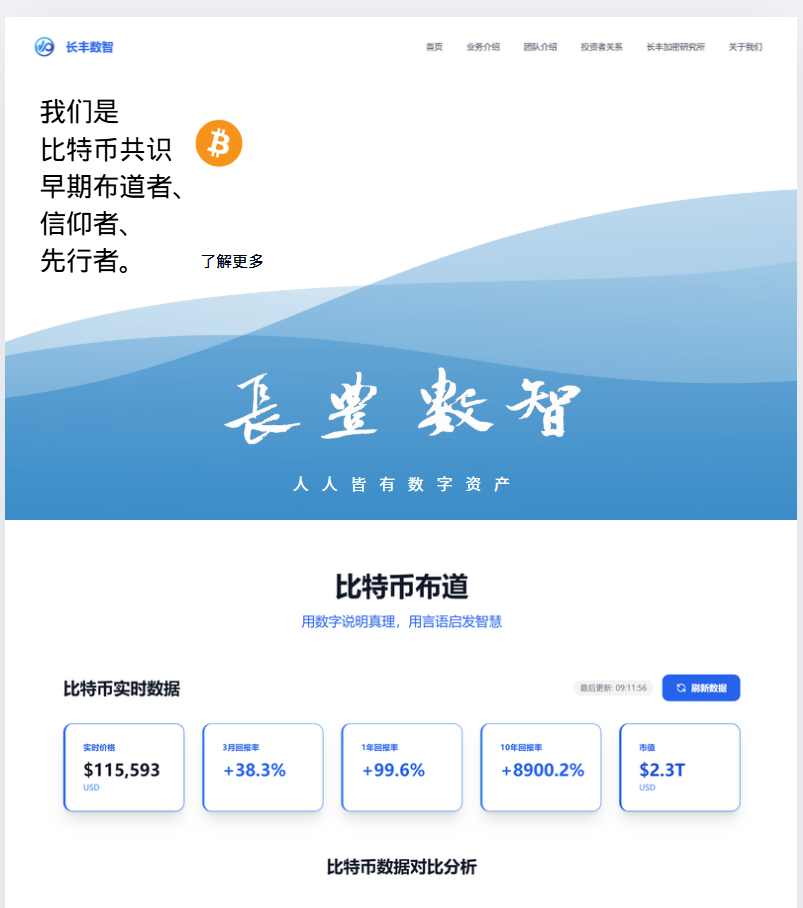 长丰数智
首页 业务介绍 团队介绍 投资者关系 长丰加密研究所 关于我们
我们是
比特币共识
早期布道者、
信仰者、
先行者。
了解更多
長豐数智
人人皆有数字资产
比特币布道
用数字说明真理，用言语启发智慧
比特币实时数据
最后更新: 09:11:56
刷新数据
实时价格
$115,593
USD
3月回报率
+38.3%
1年回报率
+99.6%
10年回报率
+8900.2%
市值
$2.3T
USD
比特币数据对比分析